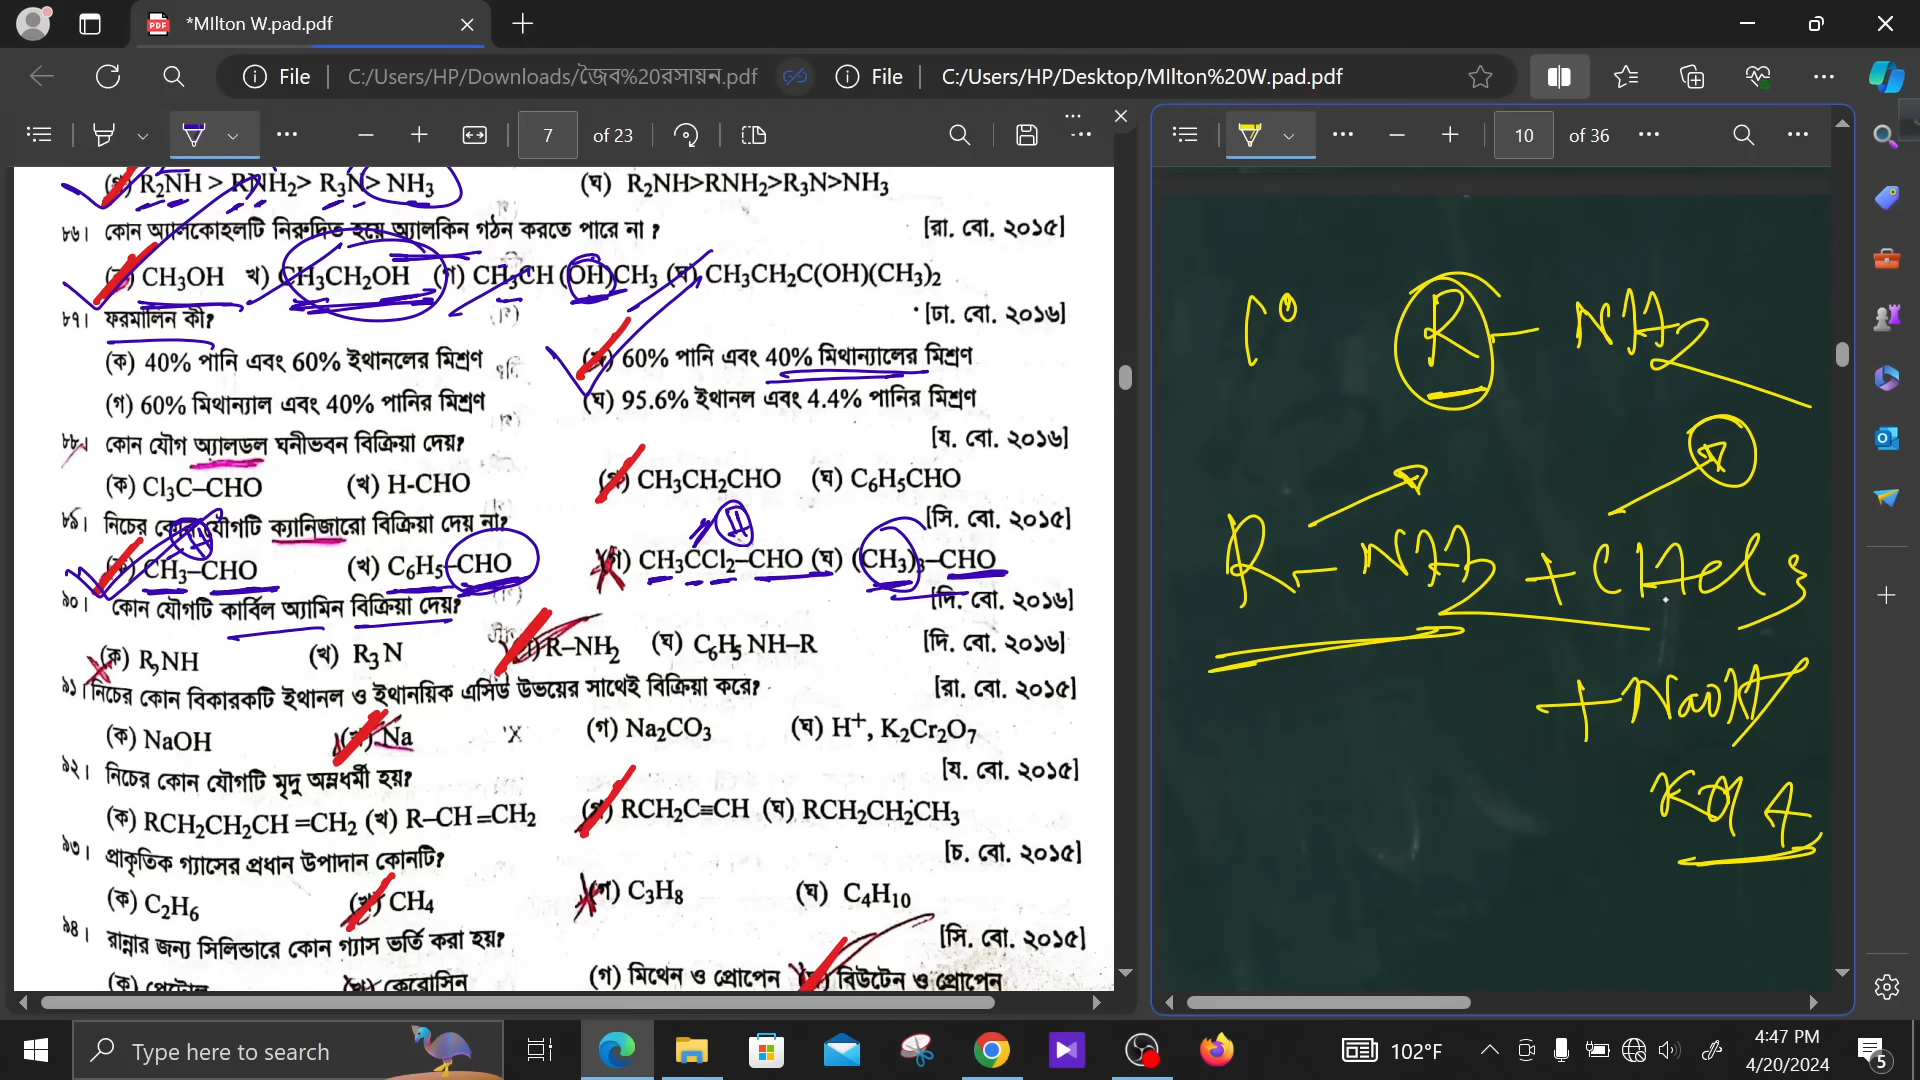 *MIlton W.pad.pdf
File C:/Users/HP/Downloads/জৈব%20রসায়ন.pdf
File C:/Users/HP/Desktop/MIlton%20W.pad.pdf
7 of 23
10 of 36
(গ) R2NH > RNH2> R3N> NH3 (ঘ) R2NH>RNH2>R3N>NH3
৮৬। কোন অ্যালকোহলটি নিরুদিত হয়ে অ্যালকিন গঠন করতে পারে না ? [রা. বো. ২০১৫]
(ক) CH3OH খ) CH3CH2OH (গ) CH3CH (OH)CH3 (ঘ) CH3CH2C(OH)(CH3)2
৮৭। ফরমালিন কী? [ঢা. বো. ২০১৬]
(ক) 40% পানি এবং 60% ইথানলের মিশ্রণ (খ) 60% পানি এবং 40% মিথান্যালের মিশ্রণ
(গ) 60% মিথান্যাল এবং 40% পানির মিশ্রণ (ঘ) 95.6% ইথানল এবং 4.4% পানির মিশ্রণ
৮৮। কোন যৌগ অ্যালডল ঘনীভবন বিক্রিয়া দেয়? [য. বো. ২০১৬]
(ক) Cl3C–CHO (খ) H-CHO (গ) CH3CH2CHO (ঘ) C6H5CHO
৮৯। নিচের কোন যৌগটি ক্যানিজারো বিক্রিয়া দেয় না? [সি. বো. ২০১৫]
(ক) CH3–CHO (খ) C6H5–CHO (গ) CH3CCl2–CHO (ঘ) (CH3)3–CHO
H H
৯০। কোন যৌগটি কার্বিল অ্যামিন বিক্রিয়া দেয়? [দি. বো. ২০১৬]
(ক) R2NH (খ) R3N (গ) R–NH2 (ঘ) C6H5 NH–R [দি. বো. ২০১৬]
৯১। নিচের কোন বিকারকটি ইথানল ও ইথানয়িক এসিড উভয়ের সাথেই বিক্রিয়া করে? [রা. বো. ২০১৫]
(ক) NaOH (খ) Na (গ) Na2CO3 (ঘ) H+, K2Cr2O7
৯২। নিচের কোন যৌগটি মৃদু অম্লধর্মী হয়? [য. বো. ২০১৫]
(ক) RCH2CH2CH =CH2 (খ) R–CH =CH2 (গ) RCH2C≡CH (ঘ) RCH2CH2CH3
৯৩। প্রাকৃতিক গ্যাসের প্রধান উপাদান কোনটি? [চ. বো. ২০১৫]
(ক) C2H6 (খ) CH4 (গ) C3H8 (ঘ) C4H10
৯৪। রান্নার জন্য সিলিন্ডারে কোন গ্যাস ভর্তি করা হয়? [সি. বো. ২০১৫]
(ক) পেট্রোল (খ) কেরোসিন (গ) মিথেন ও প্রোপেন (ঘ) বিউটেন ও প্রোপেন
1° R – NH2
R – NH2 + CHCl3
+ NaOH
KOH
Type here to search
102°F
4:47 PM
4/20/2024
5